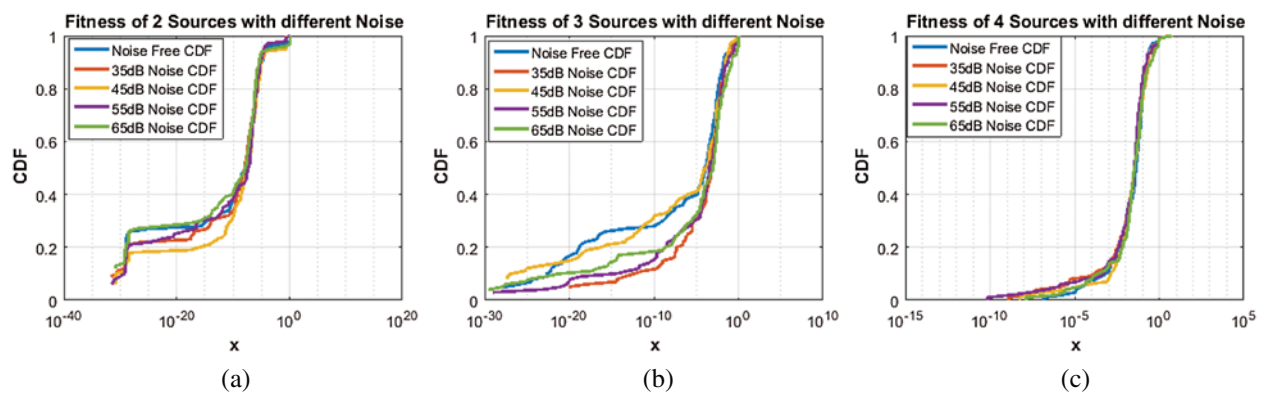 Fitness of 2 Sources with different Noise
1
0.8
0.6
0.4
0.2
0
CDF
Noise Free CDF
35dB Noise CDF
45dB Noise CDF
55dB Noise CDF
65dB Noise CDF
10^-40
10^-20
10^0
10^20
x
(a)
Fitness of 3 Sources with different Noise
1
0.8
0.6
0.4
0.2
0
CDF
Noise Free CDF
35dB Noise CDF
45dB Noise CDF
55dB Noise CDF
65dB Noise CDF
10^-30
10^-20
10^-10
10^0
10^10
x
(b)
Fitness of 4 Sources with different Noise
1
0.8
0.6
0.4
0.2
0
CDF
Noise Free CDF
35dB Noise CDF
45dB Noise CDF
55dB Noise CDF
65dB Noise CDF
10^-15
10^-10
10^-5
10^0
10^5
x
(c)